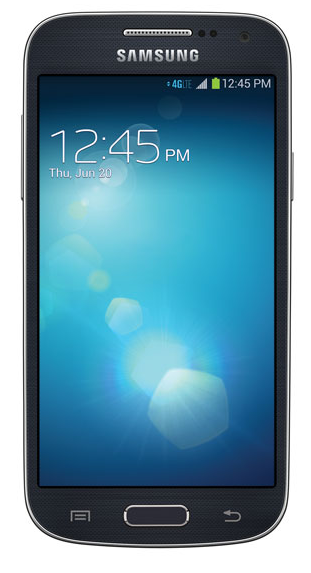 SAMSUNG
4G LTE 12:45 PM
12:45 PM
Thu, Jun 20